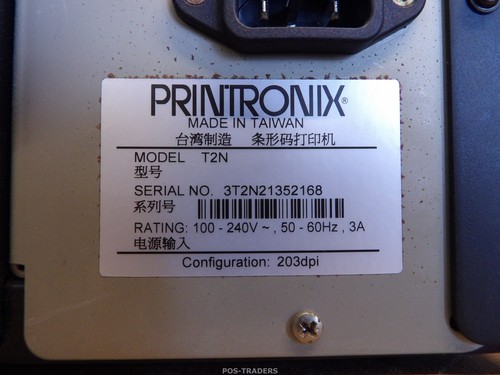 PRINTRONIX®
MADE IN TAIWAN
台湾制造 条形码打印机
MODEL T2N
型号
SERIAL NO. 3T2N21352168
系列号
RATING: 100 - 240V ~ , 50 - 60Hz , 3A
电源输入
Configuration: 203dpi
POS-TRADERS